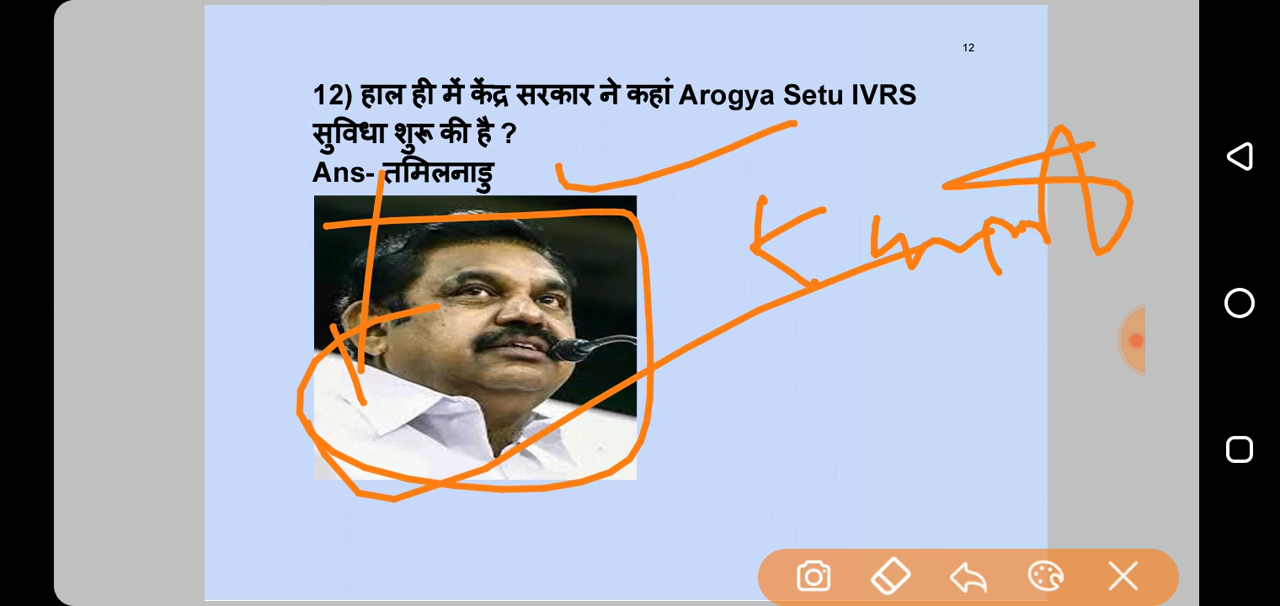 12
12) हाल ही में केंद्र सरकार ने कहां Arogya Setu IVRS
सुविधा शुरू की है ?
Ans- तमिलनाडु